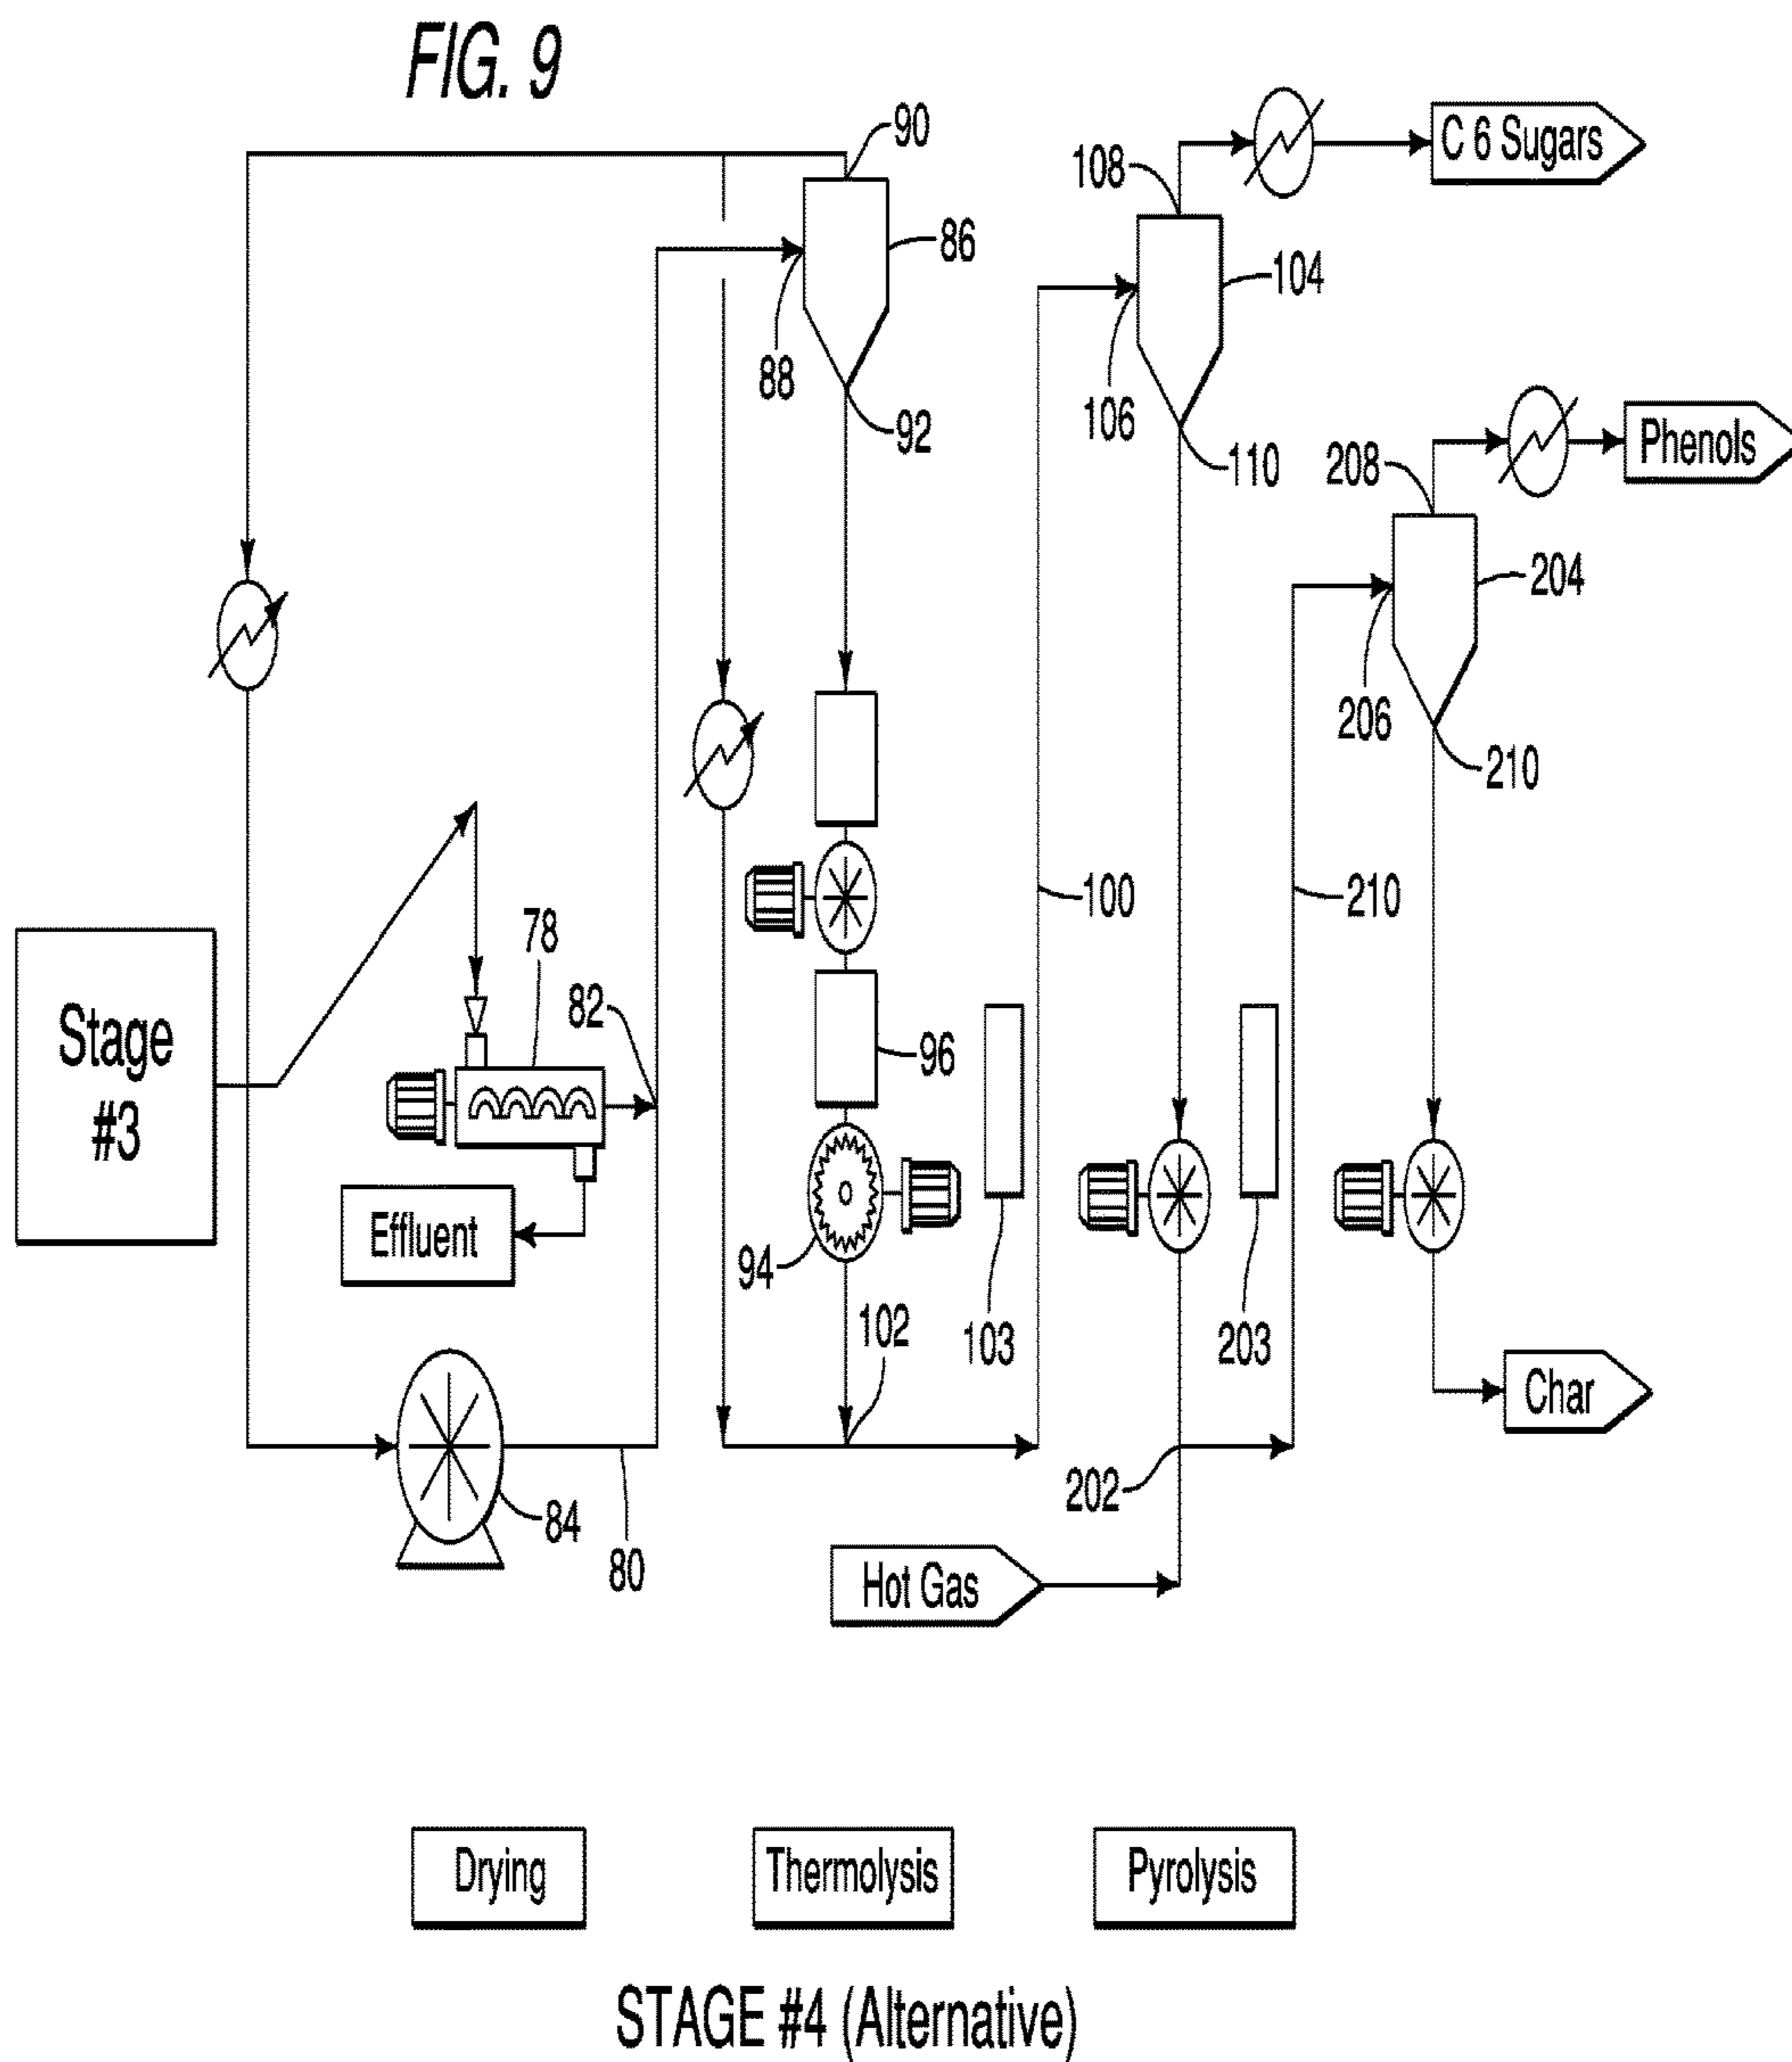 FIG. 9
90
C 6 Sugars
108
86
104
88
106
92
110
Phenols
208
204
206
210
100
210
78
82
Stage
#3
96
Effluent
94
102
103
203
Char
202
84
80
Hot Gas
Drying
Thermolysis
Pyrolysis
STAGE #4 (Alternative)